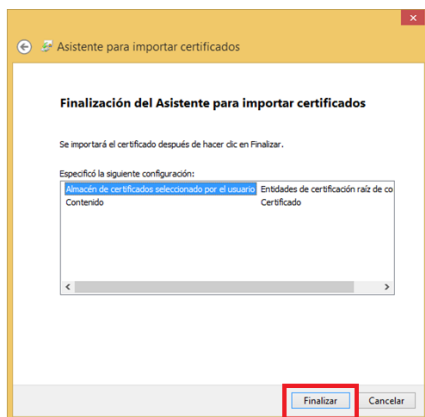 Asistente para importar certificados
Finalización del Asistente para importar certificados
Se importará el certificado después de hacer clic en Finalizar.
Especificó la siguiente configuración:
Almacén de certificados seleccionado por el usuario Entidades de certificación raíz de co
Contenido Certificado
Finalizar Cancelar